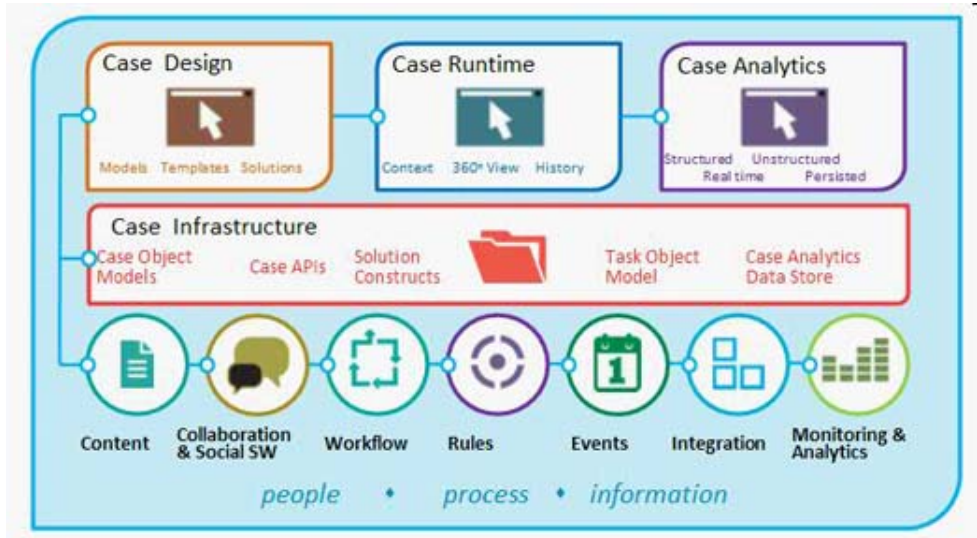 Case Design
Case Runtime
Case Analytics
Models Templates Solutions
Context 360° View History
Structured Unstructured
Real time Persisted
Case Infrastructure
Case Object
Models
Case APIs
Solution
Constructs
Task Object
Model
Case Analytics
Data Store
1
Content
Collaboration
& Social SW
Workflow
Rules
Events
Integration
Monitoring &
Analytics
people • process • information